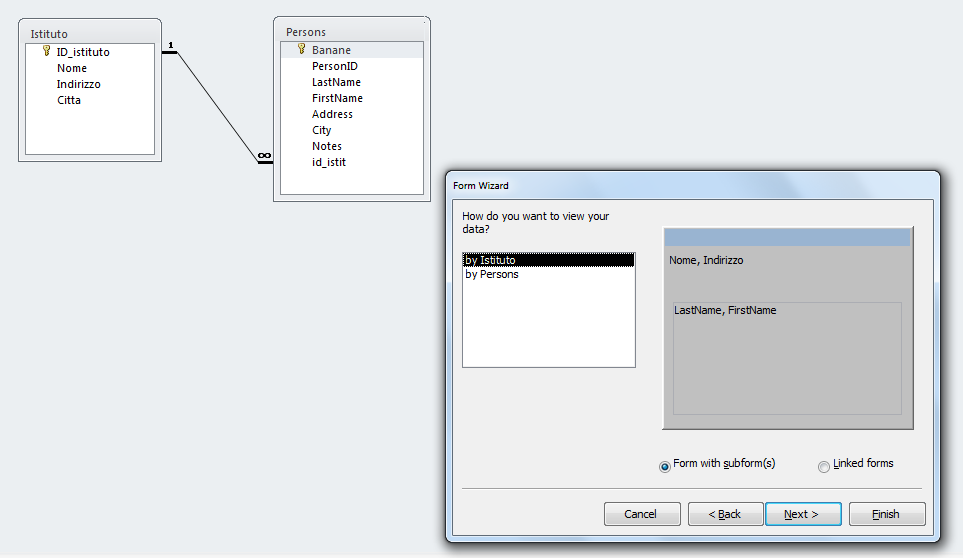 Istituto
ID_istituto
Nome
Indirizzo
Citta
1
∞
Persons
Banane
PersonID
LastName
FirstName
Address
City
Notes
id_istit
Form Wizard
How do you want to view your
data?
by Istituto
by Persons
Nome, Indirizzo
LastName, FirstName
Form with subform(s)
Linked forms
Cancel
< Back
Next >
Finish